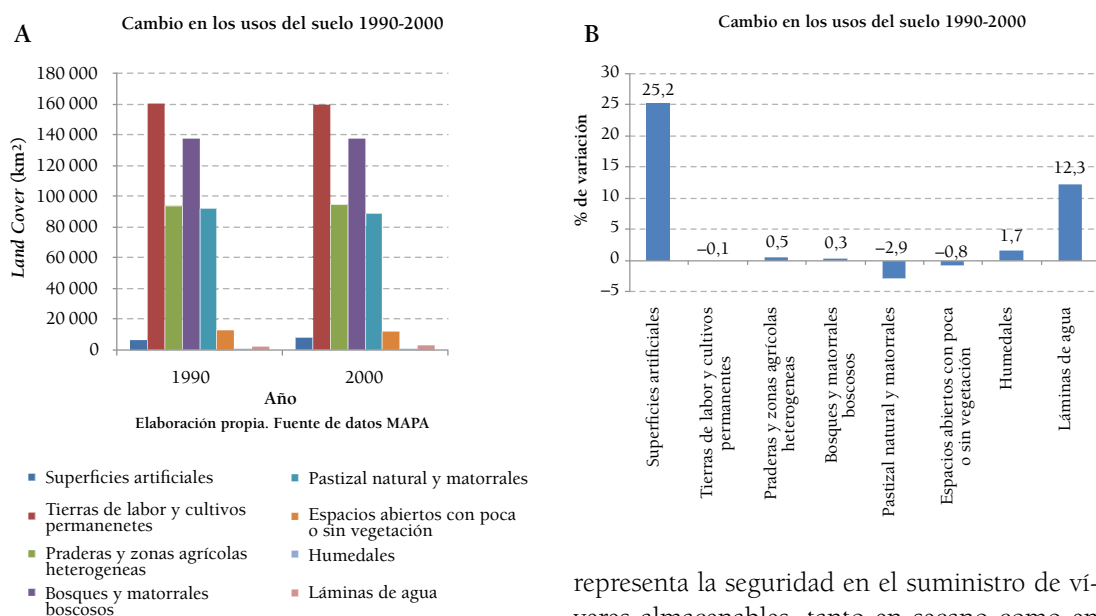 Cambio en los usos del suelo 1990-2000
A
180 000
160 000
140 000
120 000
100 000
80 000
60 000
40 000
20 000
0
Land Cover (km2)
1990
2000
Año
Elaboración propia. Fuente de datos MAPA
Superficies artificiales
Tierras de labor y cultivos
permanenetes
Praderas y zonas agrícolas
heterogeneas
Bosques y matorrales
boscosos
Pastizal natural y matorrales
Espacios abiertos con poca
o sin vegetación
Humedales
Láminas de agua
Cambio en los usos del suelo 1990-2000
B
30
25
20
15
10
5
0
−5
% de variación
25,2
−0,1
0,5
0,3
−2,9
−0,8
1,7
12,3
Superficies artificiales
Tierras de labor y cultivos
permanentes
Praderas y zonas agrícolas
heterogeneas
Bosques y matorrales
boscosos
Pastizal natural y matorrales
Espacios abiertos con poca
o sin vegetación
Humedales
Láminas de agua
representa la seguridad en el suministro de ví-